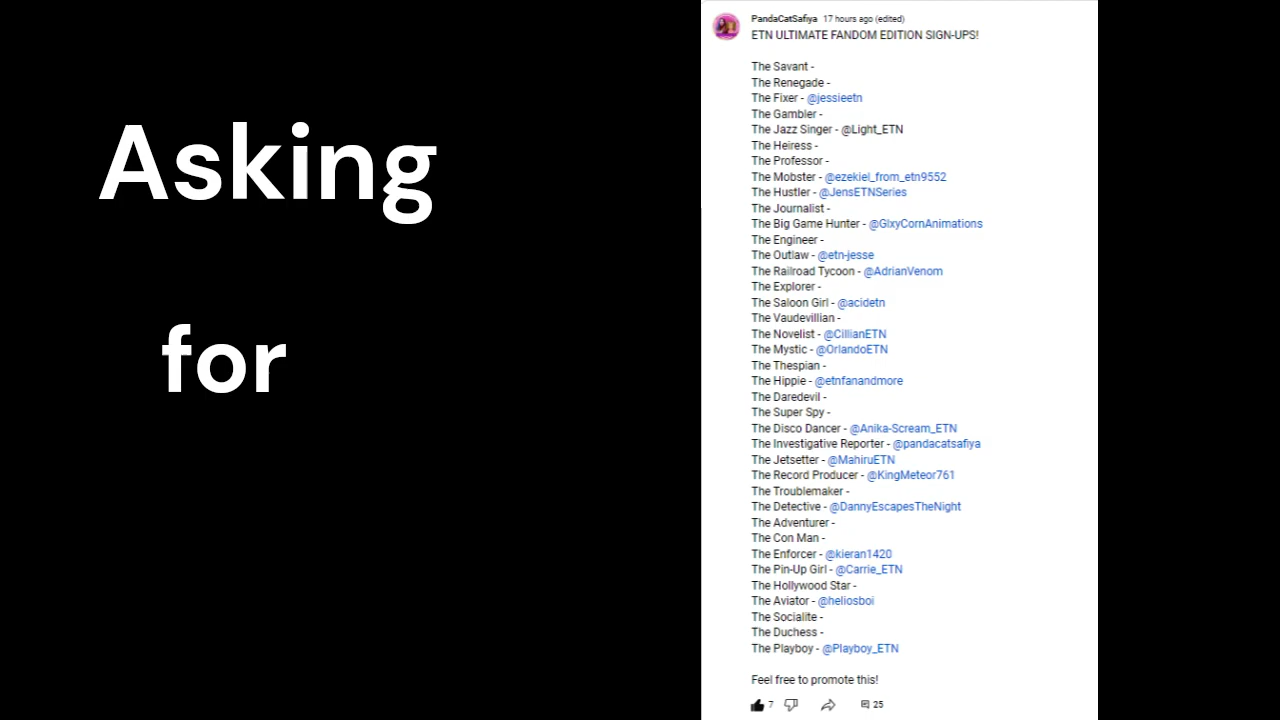 Asking
for
PandaCatSafiya 17 hours ago (edited)
ETN ULTIMATE FANDOM EDITION SIGN-UPS!
The Savant -
The Renegade -
The Fixer - @jessieetn
The Gambler -
The Jazz Singer - @Light_ETN
The Heiress -
The Professor -
The Mobster - @ezekiel_from_etn9552
The Hustler - @JensETNSeries
The Journalist -
The Big Game Hunter - @GlxyCornAnimations
The Engineer -
The Outlaw - @etn-jesse
The Railroad Tycoon - @AdrianVenom
The Explorer -
The Saloon Girl - @acidetn
The Vaudevillian -
The Novelist - @CillianETN
The Mystic - @OrlandoETN
The Thespian -
The Hippie - @etnfanandmore
The Daredevil -
The Super Spy -
The Disco Dancer - @Anika-Scream_ETN
The Investigative Reporter - @pandacatsafiya
The Jetsetter - @MahiruETN
The Record Producer - @KingMeteor761
The Troublemaker -
The Detective - @DannyEscapesTheNight
The Adventurer -
The Con Man -
The Enforcer - @kieran1420
The Pin-Up Girl - @Carrie_ETN
The Hollywood Star -
The Aviator - @heliosboi
The Socialite -
The Duchess -
The Playboy - @Playboy_ETN
Feel free to promote this!
7 25